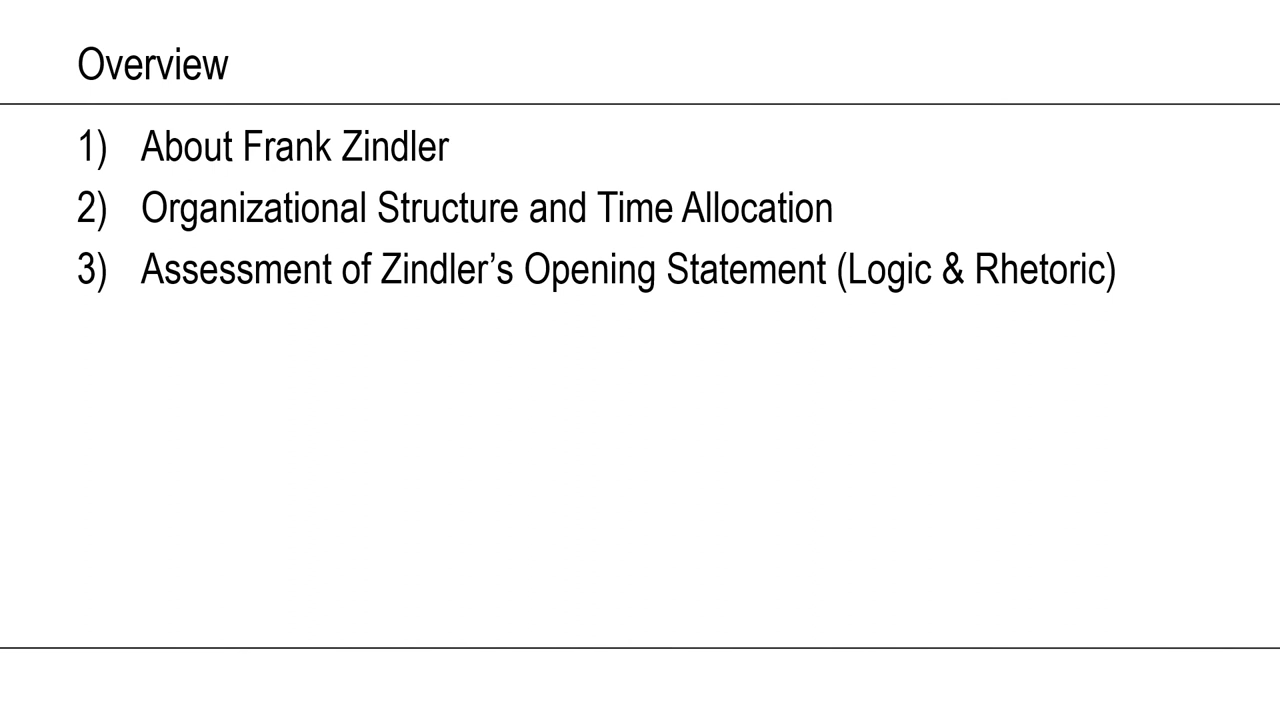 Overview
1) About Frank Zindler
2) Organizational Structure and Time Allocation
3) Assessment of Zindler’s Opening Statement (Logic & Rhetoric)